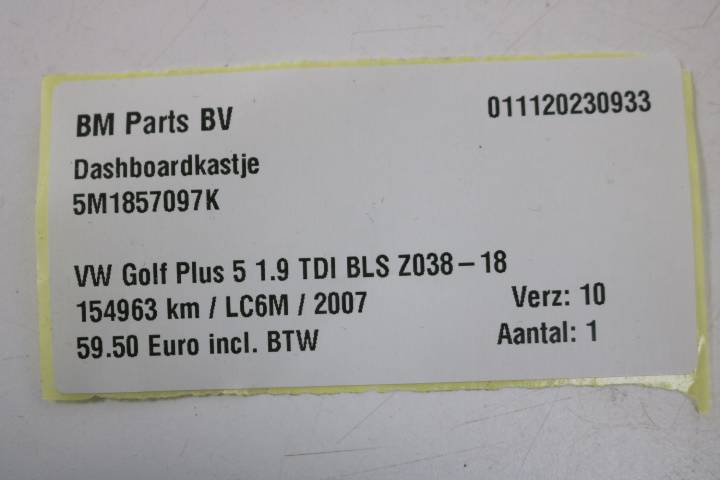 BM Parts BV 011120230933
Dashboardkastje
5M1857097K
VW Golf Plus 5 1.9 TDI BLS Z038-18
154963 km / LC6M / 2007 Verz: 10
59.50 Euro incl. BTW Aantal: 1